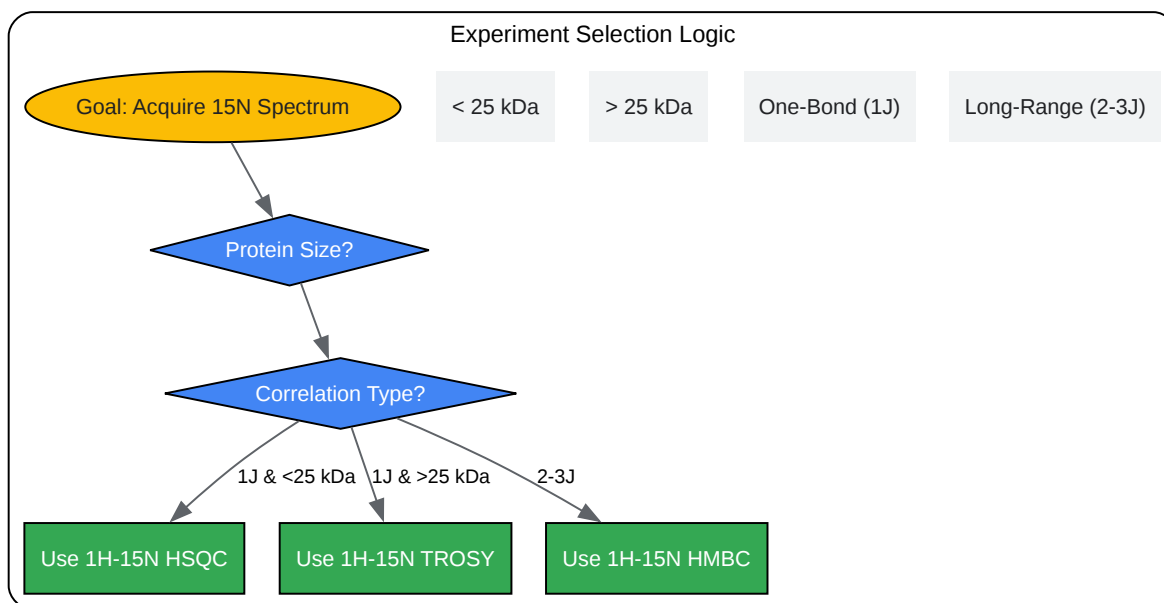 Experiment Selection Logic
Goal: Acquire 15N Spectrum
< 25 kDa
> 25 kDa
One-Bond (1J)
Long-Range (2-3J)
Protein Size?
Correlation Type?
1J & <25 kDa
1J & >25 kDa
2-3J
Use 1H-15N HSQC
Use 1H-15N TROSY
Use 1H-15N HMBC